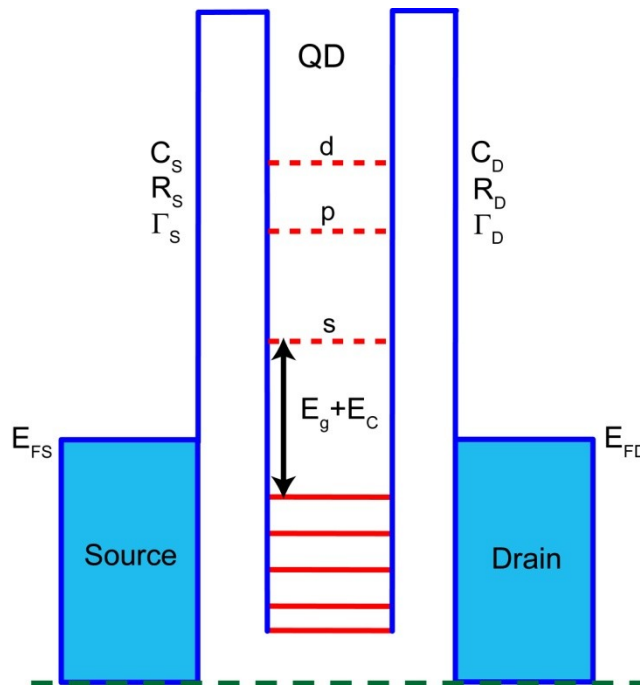 QD
d
C_S
C_D
R_S
R_D
p
Γ_S
Γ_D
s
E_g+E_C
E_FS
E_FD
Source
Drain